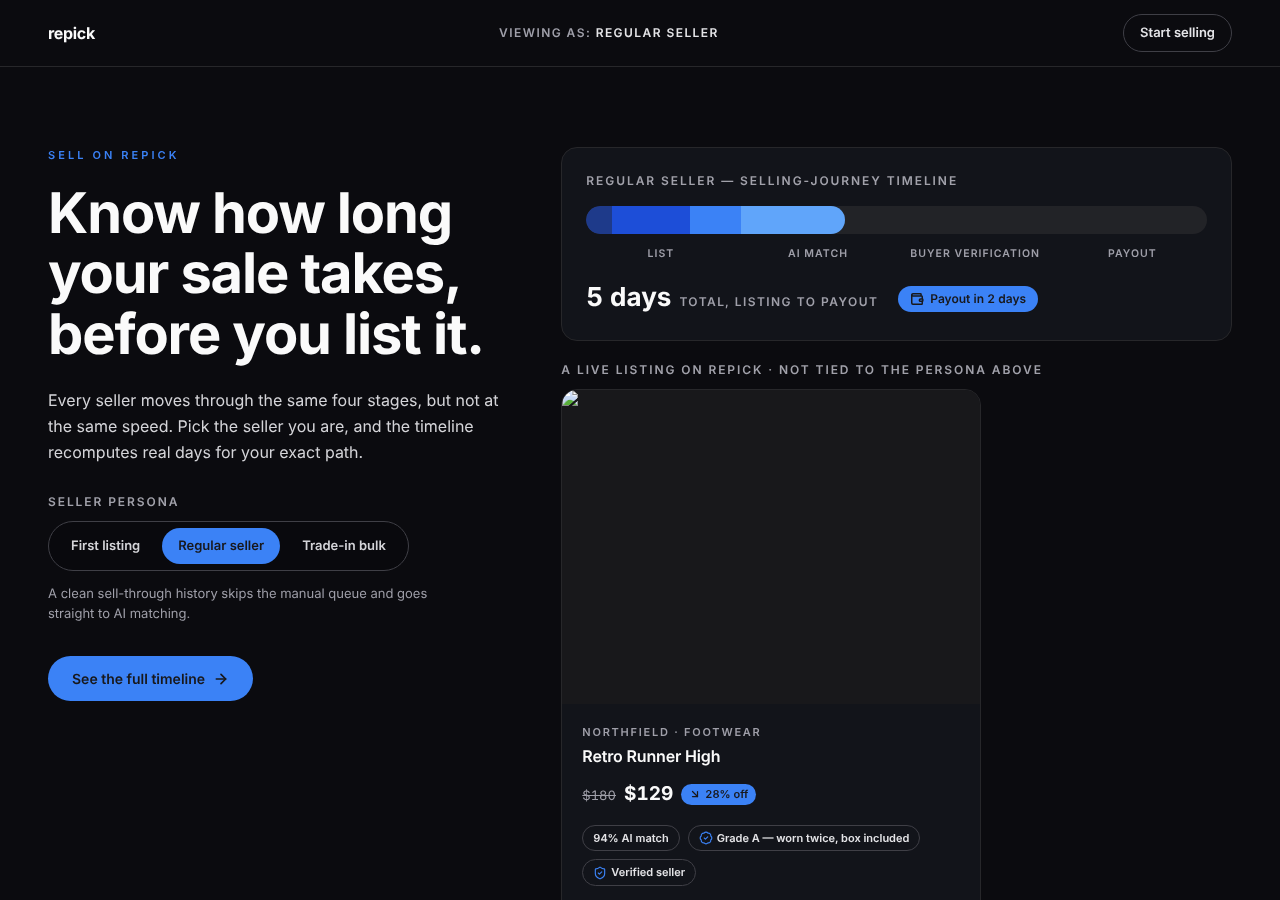 repick
VIEWING AS: REGULAR SELLER
Start selling
SELL ON REPICK
Know how long
your sale takes,
before you list it.
Every seller moves through the same four stages, but not at
the same speed. Pick the seller you are, and the timeline
recomputes real days for your exact path.
SELLER PERSONA
First listing
Regular seller
Trade-in bulk
A clean sell-through history skips the manual queue and goes
straight to AI matching.
See the full timeline
REGULAR SELLER — SELLING-JOURNEY TIMELINE
LIST
AI MATCH
BUYER VERIFICATION
PAYOUT
5 days TOTAL, LISTING TO PAYOUT
Payout in 2 days
A LIVE LISTING ON REPICK · NOT TIED TO THE PERSONA ABOVE
NORTHFIELD · FOOTWEAR
Retro Runner High
$180 $129 28% off
94% AI match
Grade A — worn twice, box included
Verified seller